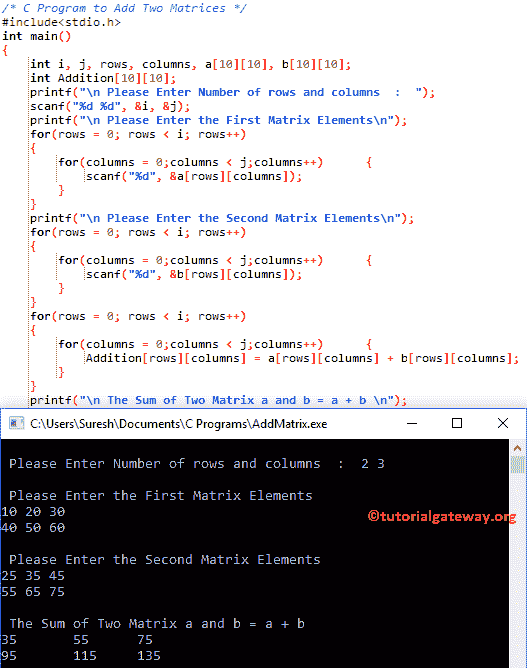 /* C Program to Add Two Matrices */
#include<stdio.h>
int main()
{
    int i, j, rows, columns, a[10][10], b[10][10];
    int Addition[10][10];
    printf("\n Please Enter Number of rows and columns  :  ");
    scanf("%d %d", &i, &j);
    printf("\n Please Enter the First Matrix Elements\n");
    for(rows = 0; rows < i; rows++)
    {
        for(columns = 0;columns < j;columns++)      {
            scanf("%d", &a[rows][columns]);
        }
    }
    printf("\n Please Enter the Second Matrix Elements\n");
    for(rows = 0; rows < i; rows++)
    {
        for(columns = 0;columns < j;columns++)      {
            scanf("%d", &b[rows][columns]);
        }
    }
    for(rows = 0; rows < i; rows++)
    {
        for(columns = 0;columns < j;columns++)      {
            Addition[rows][columns] = a[rows][columns] + b[rows][columns];
        }
    }
    printf("\n The Sum of Two Matrix a and b = a + b \n");
C:\Users\Suresh\Documents\C Programs\AddMatrix.exe
 Please Enter Number of rows and columns  :  2 3
 Please Enter the First Matrix Elements
10 20 30
©tutorialgateway.org
40 50 60
 Please Enter the Second Matrix Elements
25 35 45
55 65 75
 The Sum of Two Matrix a and b = a + b
35       55      75
95       115     135